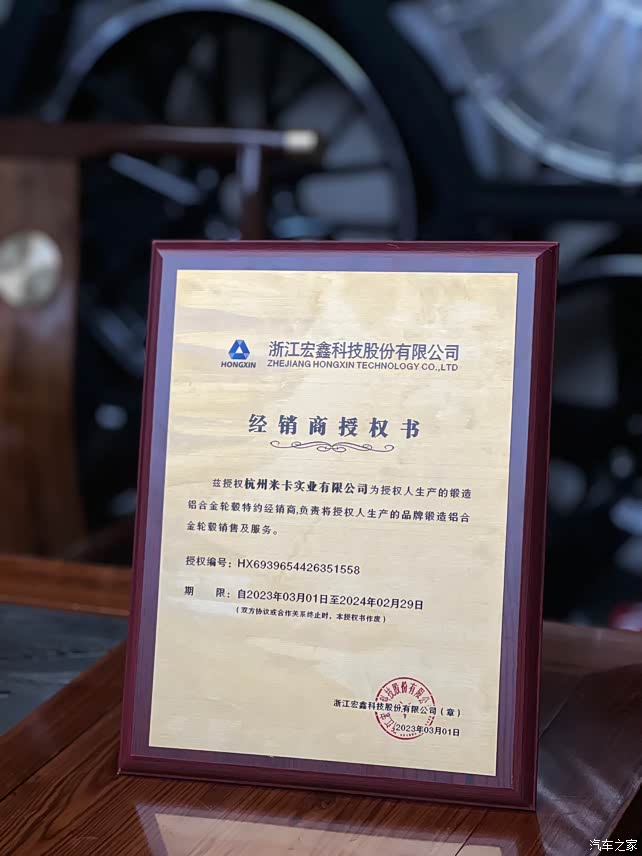 HONGXIN
浙江宏鑫科技股份有限公司
ZHEJIANG HONGXIN TECHNOLOGY CO.,LTD
经销商授权书
兹授权杭州米卡实业有限公司为授权人生产的锻造
铝合金轮毂特约经销商,负责将授权人生产的品牌锻造铝合
金轮毂销售及服务。
授权编号：HX6939654426351558
期 限：自2023年03月01日至2024年02月29日
（双方协议或合作关系终止时，本授权书作废）
浙江宏鑫科技股份有限公司（章）
2023年03月01日
汽车之家